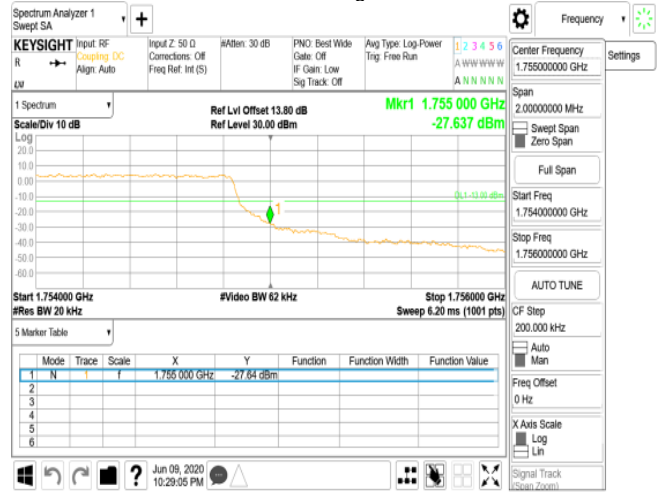 Spectrum Analyzer 1
Swept SA
+
Frequency
KEYSIGHT
R
Input: RF
Coupling: DC
Align: Auto
Input Z: 50 Ω
Corrections: Off
Freq Ref: Int (S)
#Atten: 30 dB
PNO: Best Wide
Gate: Off
IF Gain: Low
Sig Track: Off
Avg Type: Log-Power
Trig: Free Run
1 2 3 4 5 6
A W W W W W
A N N N N N
Center Frequency
1.755000000 GHz
Settings
Span
2.00000000 MHz
Swept Span
Zero Span
Full Span
Start Freq
1.754000000 GHz
Stop Freq
1.756000000 GHz
AUTO TUNE
CF Step
200.000 kHz
Auto
Man
Freq Offset
0 Hz
X Axis Scale
Log
Lin
Signal Track
(Span Zoom)
1 Spectrum
Scale/Div 10 dB
Ref Lvl Offset 13.80 dB
Ref Level 30.00 dBm
Mkr1 1.755 000 GHz
-27.637 dBm
Log
20.0
10.0
0.00
-10.0
-20.0
-30.0
-40.0
-50.0
-60.0
DL1 -13.00 dBm
1
Start 1.754000 GHz
#Res BW 20 kHz
#Video BW 62 kHz
Stop 1.756000 GHz
Sweep 6.20 ms (1001 pts)
5 Marker Table
Mode Trace Scale X Y Function Function Width Function Value
1 N 1 f 1.755 000 GHz -27.64 dBm
2
3
4
5
6
?
Jun 09, 2020
10:29:05 PM